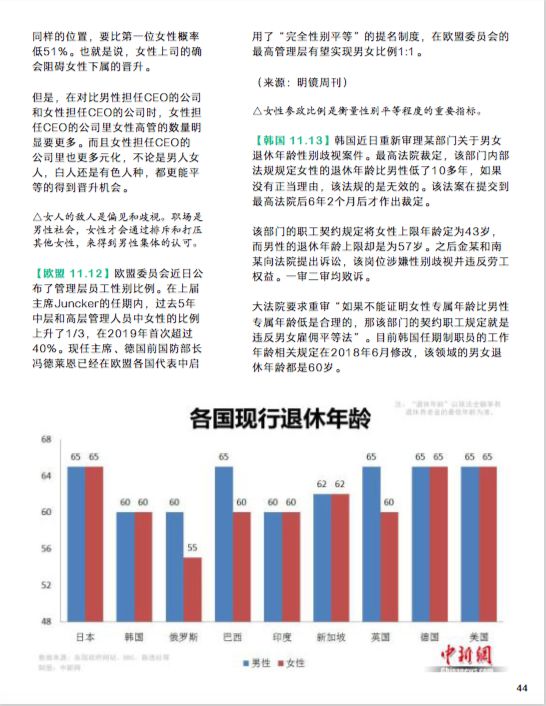 同样的位置，要比第一位女性概率
低51%。也就是说，女性上司的确
会阻碍女性下属的晋升。
但是，在对比男性担任CEO的公司
和女性担任CEO的公司时，女性担
任CEO的公司里女性高管的数量明
显要更多。而且女性担任CEO的
公司里也更多元化，不论是男人女
人，白人还是有色人种，都更能平
等的得到晋升机会。
△女人的敌人是偏见和歧视。职场是
男性社会，女性才会通过排斥和打压
其他女性，来得到男性集体的认可。
【欧盟 11.12】欧盟委员会近日公
布了管理层员工性别比例。在上届
主席Juncker的任期内，过去5年
中层和高层管理人员中女性的比例
上升了1/3，在2019年首次超过
40%。现任主席、德国前国防部长
冯德莱恩已经在欧盟各国代表中启
用了“完全性别平等”的提名制度，在欧盟委员会的
最高管理层有望实现男女比例1:1。
（来源：明镜周刊）
△女性参政比例是衡量性别平等程度的重要指标。
【韩国 11.13】韩国近日重新审理某部门关于男女
退休年龄性别歧视案件。最高法院裁定，该部门内部
法规规定女性的退休年龄比男性低了10多年，如果
没有正当理由，该法规的是无效的。该法案在提交到
最高法院后6年2个月后才作出裁定。
该部门的职工契约规定将女性上限年龄定为43岁，
而男性的退休年龄上限却是为57岁。之后金某和南
某向法院提出诉讼，该岗位涉嫌性别歧视并违反劳工
权益。一审二审均败诉。
大法院要求重审“如果不能证明女性专属年龄比男性
专属年龄低是合理的，那该部门的契约职工规定就是
违反男女雇佣平等法”。目前韩国任期制职员的工作
年龄相关规定在2018年6月修改，该领域的男女退
休年龄都是60岁。
各国现行退休年龄
注："退休年龄"以依法全额享有
退休养老金的最低年龄为准。
68
64
60
56
52
48
65 65
60 60
60 55
65 60
60 60
62 62
65 60
65 65
65 65
日本 韩国 俄罗斯 巴西 印度 新加坡 英国 德国 美国
男性 女性
制图：中新网
中新網
44